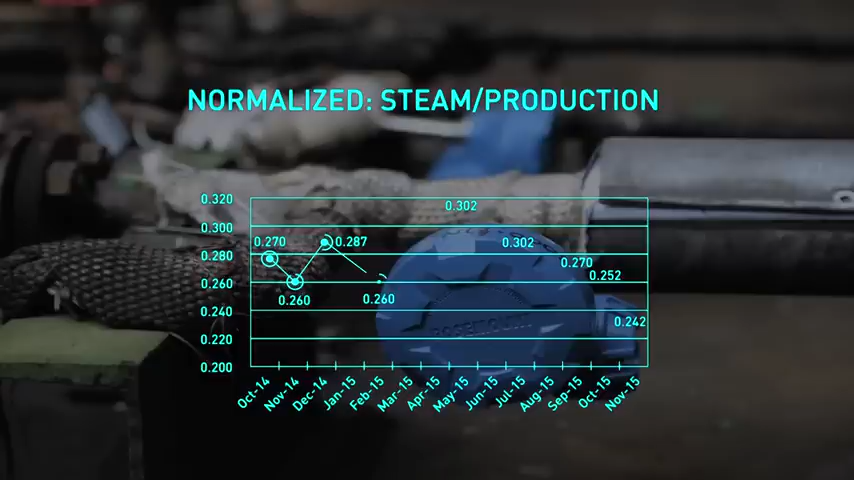 NORMALIZED: STEAM/PRODUCTION
0.320
0.302
0.300
0.270
0.287
0.302
0.280
0.270
0.252
0.260
0.260
0.260
0.240
0.242
0.220
0.200
Oct-14
Nov-14
Dec-14
Jan-15
Feb-15
Mar-15
Apr-15
May-15
Jun-15
Jul-15
Aug-15
Sep-15
Oct-15
Nov-15
ROSEMOUNT